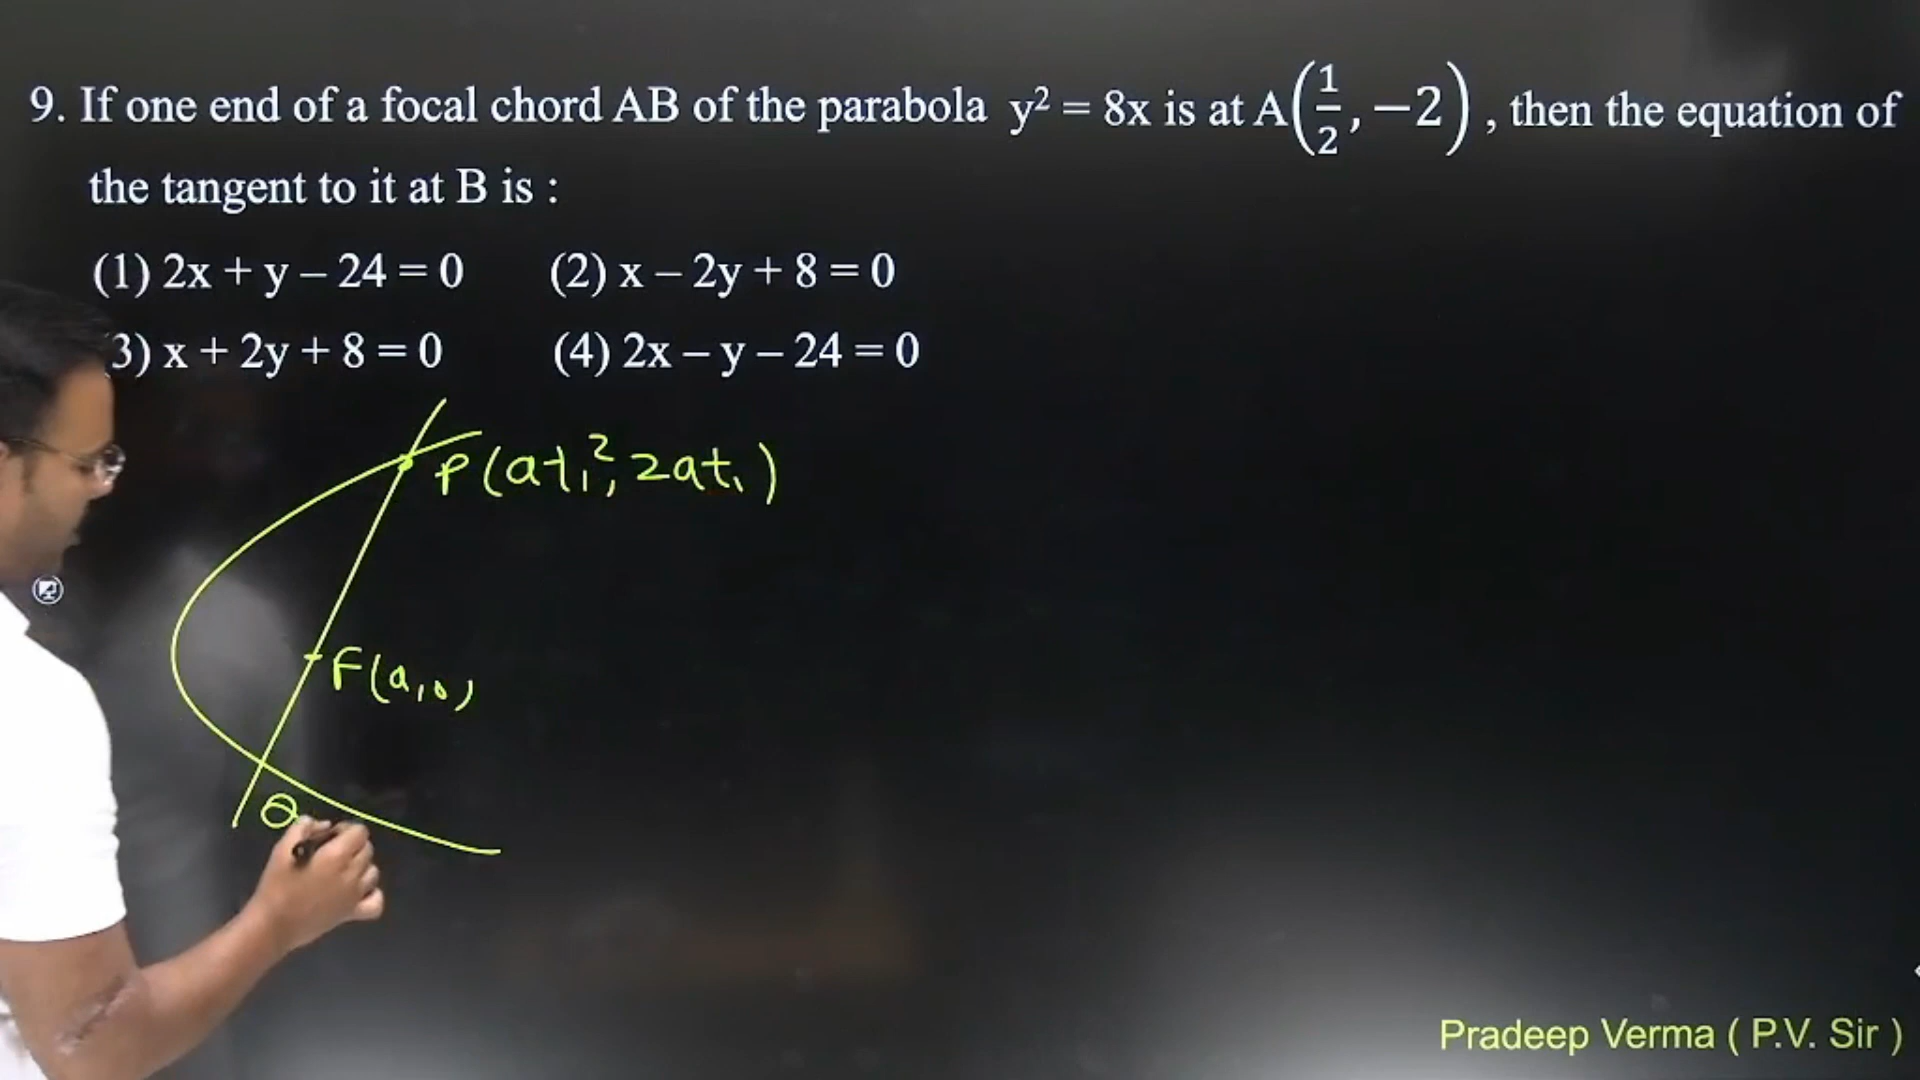 9. If one end of a focal chord AB of the parabola y² = 8x is at A(1/2, −2) , then the equation of
the tangent to it at B is :
(1) 2x + y – 24 = 0 (2) x – 2y + 8 = 0
3) x + 2y + 8 = 0 (4) 2x – y – 24 = 0
P(at₁², 2at₁)
F(a,0)
Q
Pradeep Verma ( P.V. Sir )